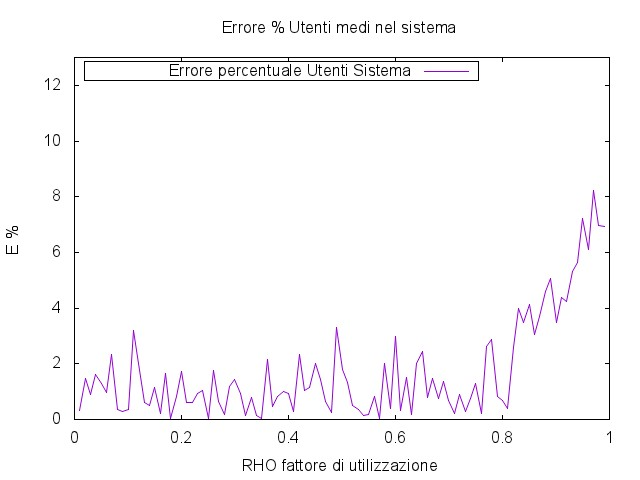 Errore % Utenti medi nel sistema
Errore percentuale Utenti Sistema
12
10
8
6
4
2
0
E %
0 0.2 0.4 0.6 0.8 1
RHO fattore di utilizzazione